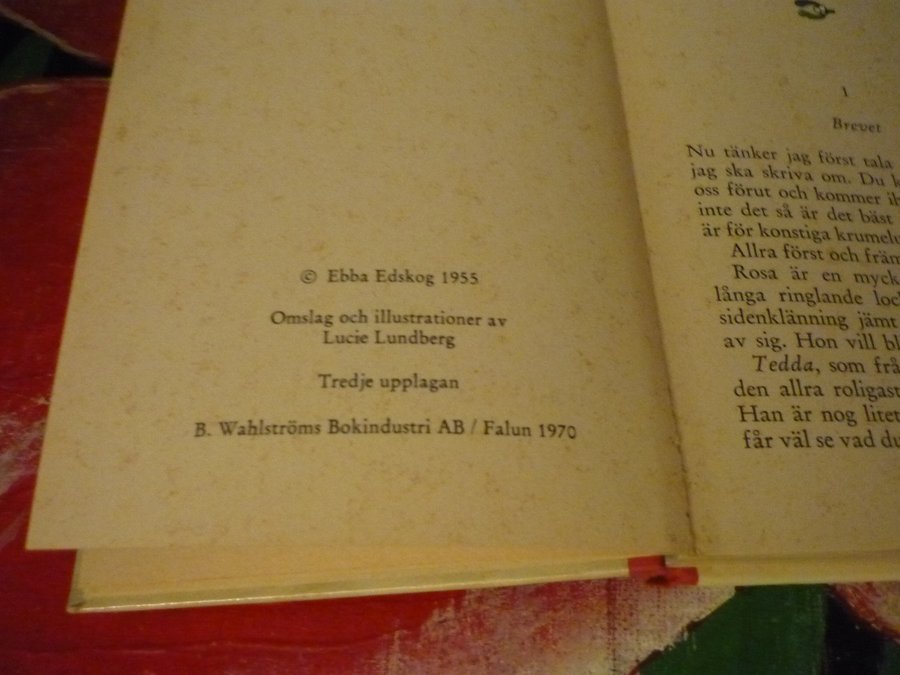 © Ebba Edskog 1955
Omslag och illustrationer av
Lucie Lundberg
Tredje upplagan
B. Wahlströms Bokindustri AB / Falun 1970
1
Brevet
Nu tänker jag först tala
jag ska skriva om. Du
oss förut och kommer
inte det så är det bäst
är för konstiga
Allra först och
Rosa är en
långa ringlande
sidenklänning jämt
av sig. Hon vill
Tedda, som
den allra
Han är nog
får väl se vad